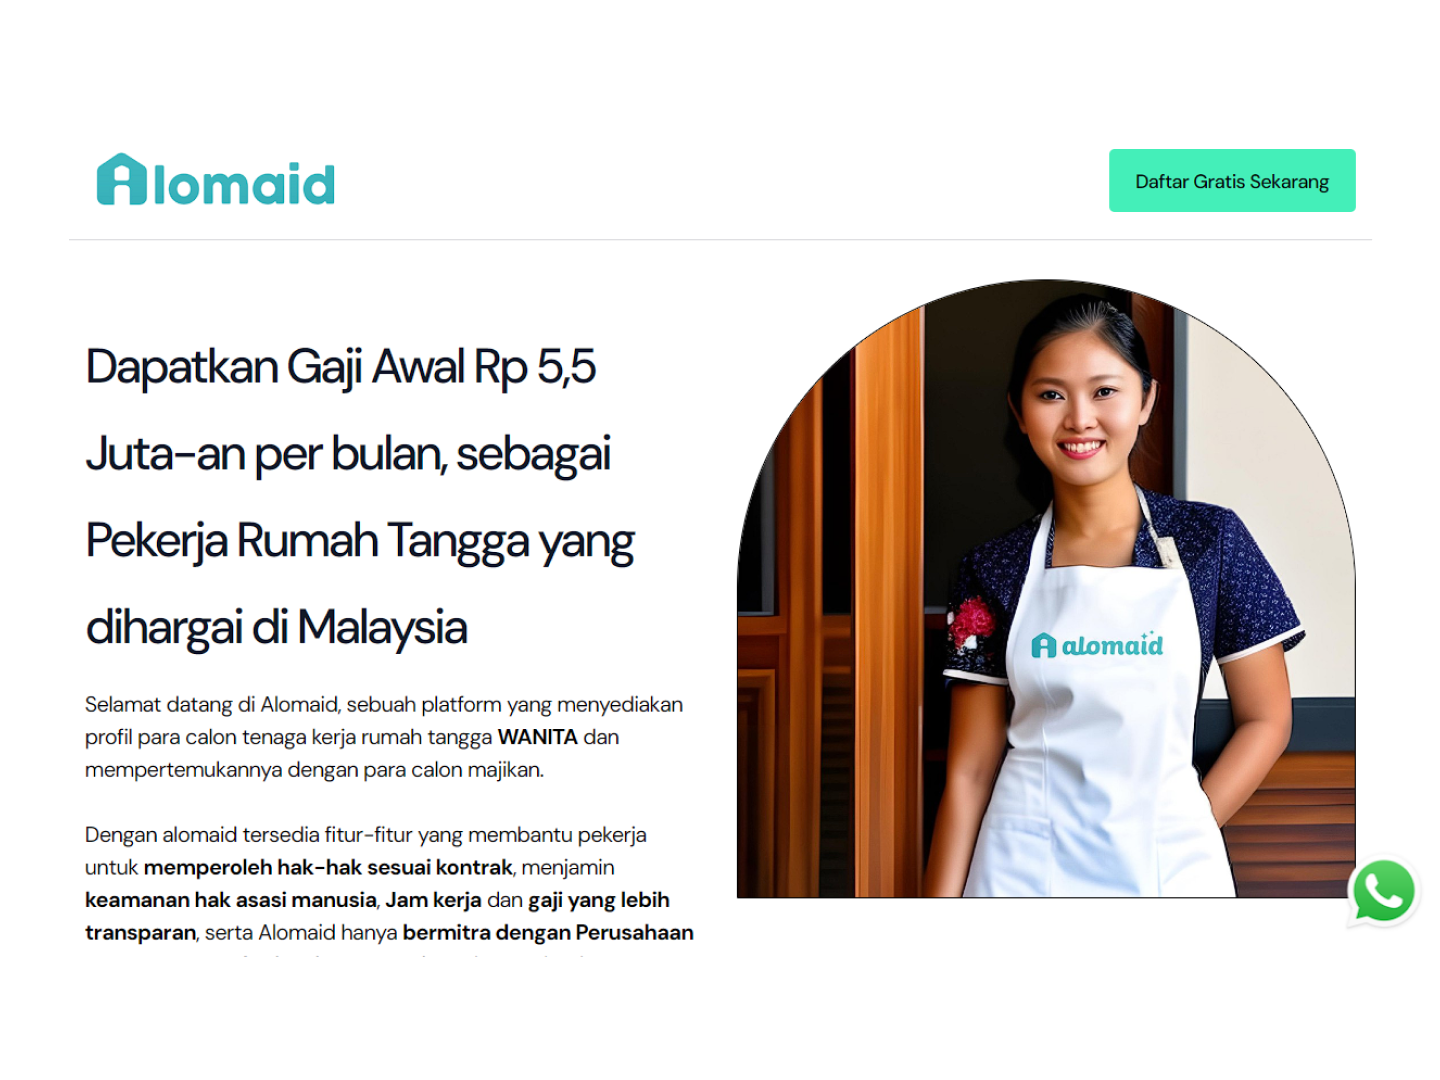 Alomaid
Daftar Gratis Sekarang
Dapatkan Gaji Awal Rp 5,5
Juta-an per bulan, sebagai
Pekerja Rumah Tangga yang
dihargai di Malaysia
Selamat datang di Alomaid, sebuah platform yang menyediakan
profil para calon tenaga kerja rumah tangga WANITA dan
mempertemukannya dengan para calon majikan.
Dengan alomaid tersedia fitur-fitur yang membantu pekerja
untuk memperoleh hak-hak sesuai kontrak, menjamin
keamanan hak asasi manusia, Jam kerja dan gaji yang lebih
transparan, serta Alomaid hanya bermitra dengan Perusahaan
alomaid